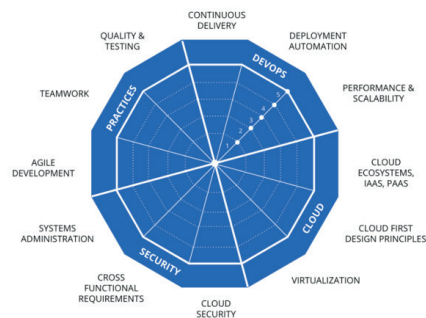 CONTINUOUS
DELIVERY
DEPLOYMENT
AUTOMATION
PERFORMANCE &
SCALABILITY
CLOUD
ECOSYSTEMS,
IAAS, PAAS
CLOUD FIRST
DESIGN PRINCIPLES
VIRTUALIZATION
CLOUD
SECURITY
CROSS
FUNCTIONAL
REQUIREMENTS
SYSTEMS
ADMINISTRATION
AGILE
DEVELOPMENT
TEAMWORK
QUALITY &
TESTING
DEVOPS
CLOUD
SECURITY
PRACTICES
1
2
3
4
5